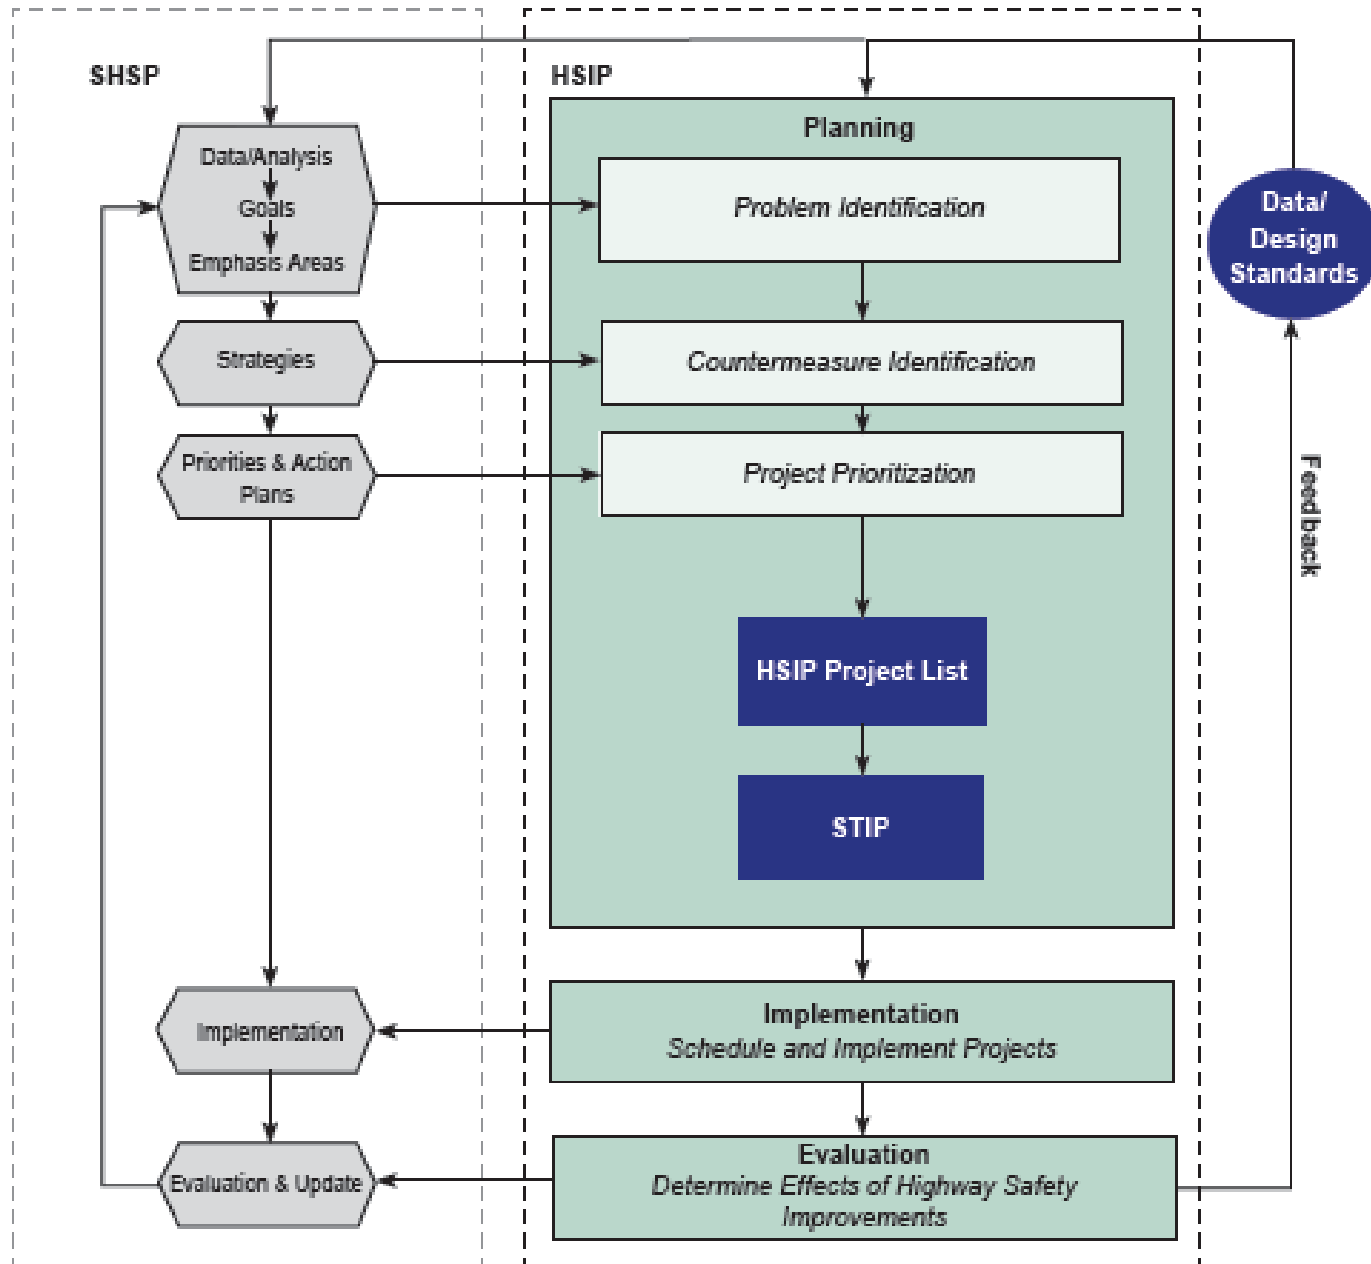 SHSP
Data/Analysis
Goals
Emphasis Areas
Strategies
Priorities & Action
Plans
Implementation
Evaluation & Update
HSIP
Planning
Problem Identification
Countermeasure Identification
Project Prioritization
HSIP Project List
STIP
Implementation
Schedule and Implement Projects
Evaluation
Determine Effects of Highway Safety
Improvements
Data/
Design
Standards
Feedback